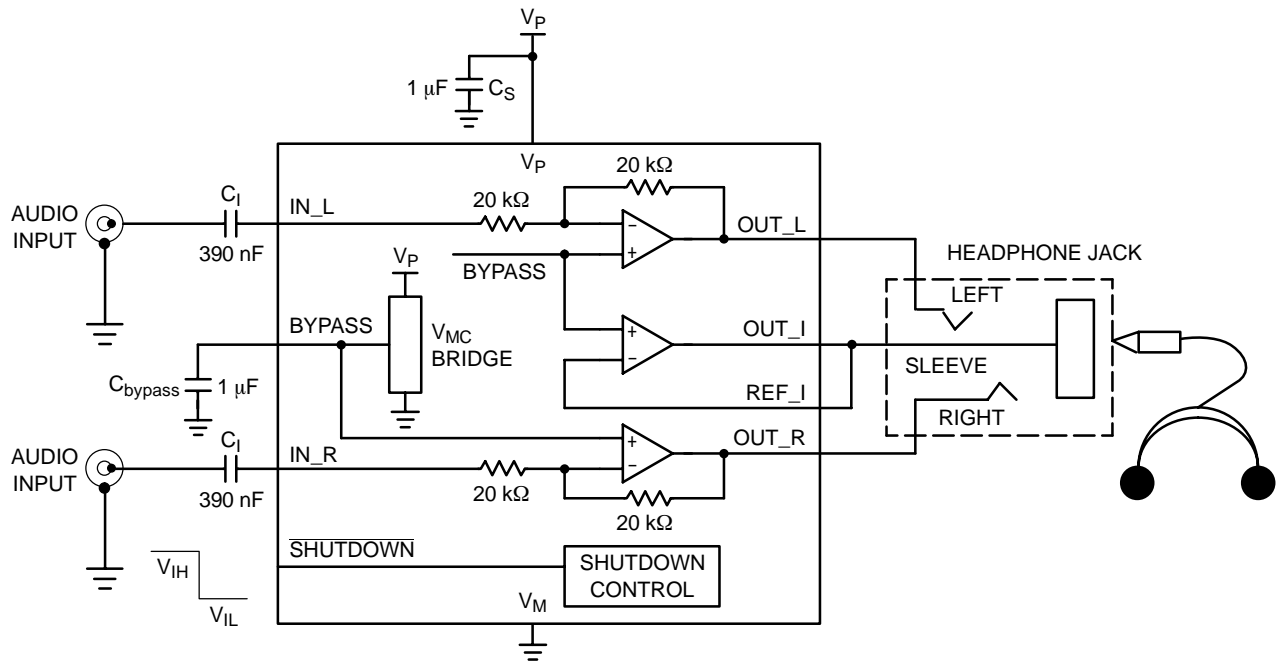 V_P
1 μF C_S
V_P
20 kΩ
C_I
IN_L
20 kΩ
AUDIO
INPUT
390 nF
OUT_L
HEADPHONE JACK
V_P
BYPASS
LEFT
BYPASS
V_MC
BRIDGE
OUT_I
SLEEVE
C_bypass 1 μF
REF_I
RIGHT
C_I
IN_R
OUT_R
AUDIO
INPUT
390 nF
20 kΩ
20 kΩ
SHUTDOWN
SHUTDOWN
CONTROL
V_IH
V_IL
V_M